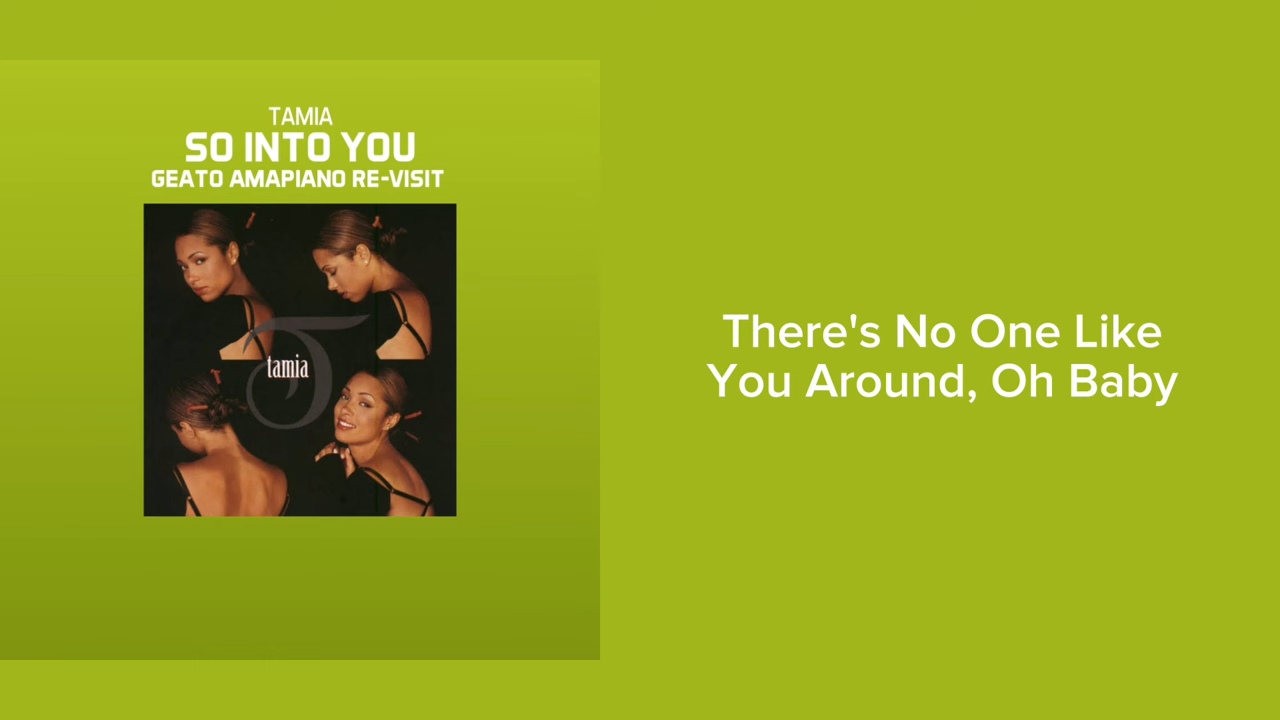 TAMIA
SO INTO YOU
GEATO AMAPIANO RE-VISIT
tamia
There's No One Like
You Around, Oh Baby